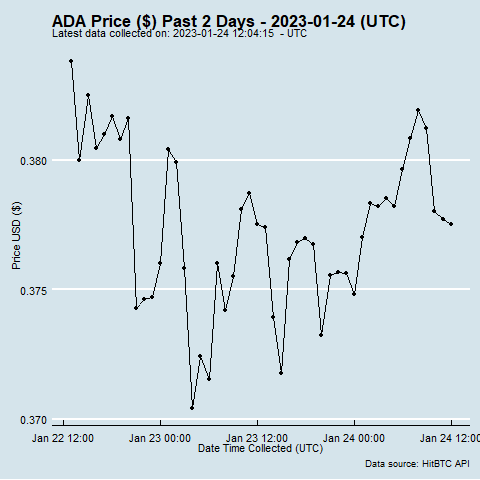 ADA Price ($) Past 2 Days - 2023-01-24 (UTC)
Latest data collected on: 2023-01-24 12:04:15  - UTC
Price USD ($)
0.380
0.375
0.370
Jan 22 12:00 Jan 23 00:00 Jan 23 12:00 Jan 24 00:00 Jan 24 12:00
Date Time Collected (UTC)
Data source: HitBTC API